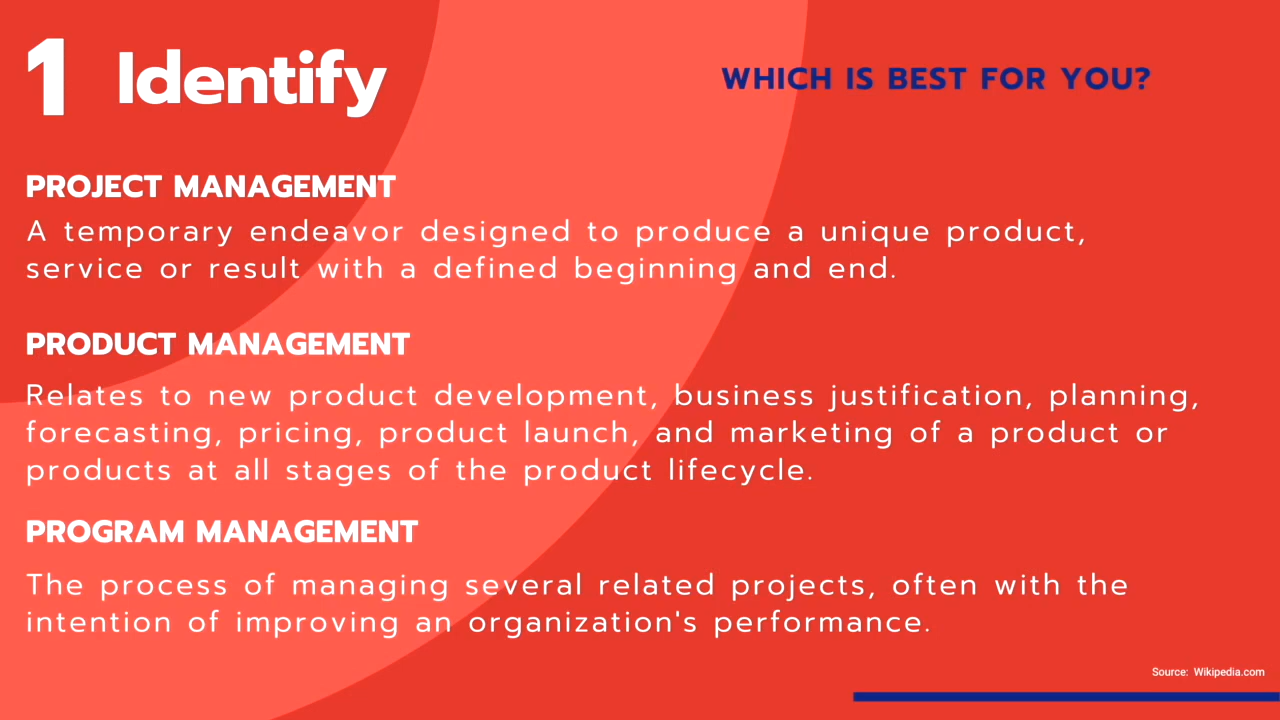 1 Identify
WHICH IS BEST FOR YOU?
PROJECT MANAGEMENT
A temporary endeavor designed to produce a unique product,
service or result with a defined beginning and end.
PRODUCT MANAGEMENT
Relates to new product development, business justification, planning,
forecasting, pricing, product launch, and marketing of a product or
products at all stages of the product lifecycle.
PROGRAM MANAGEMENT
The process of managing several related projects, often with the
intention of improving an organization's performance.
Source: Wikipedia.com